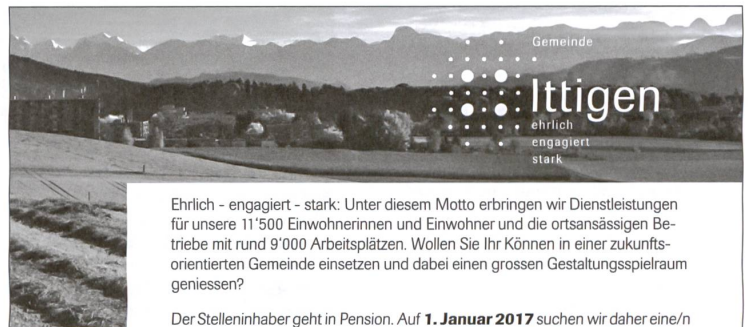 Gemeinde
Ittigen
ehrlich
engagiert
stark
Ehrlich - engagiert - stark: Unter diesem Motto erbringen wir Dienstleistungen
für unsere 11'500 Einwohnerinnen und Einwohner und die ortsansässigen Be-
triebe mit rund 9'000 Arbeitsplätzen. Wollen Sie Ihr Können in einer zukunfts-
orientierten Gemeinde einsetzen und dabei einen grossen Gestaltungsspielraum
geniessen?
Der Stelleninhaber geht in Pension. Auf 1. Januar 2017 suchen wir daher eine/n